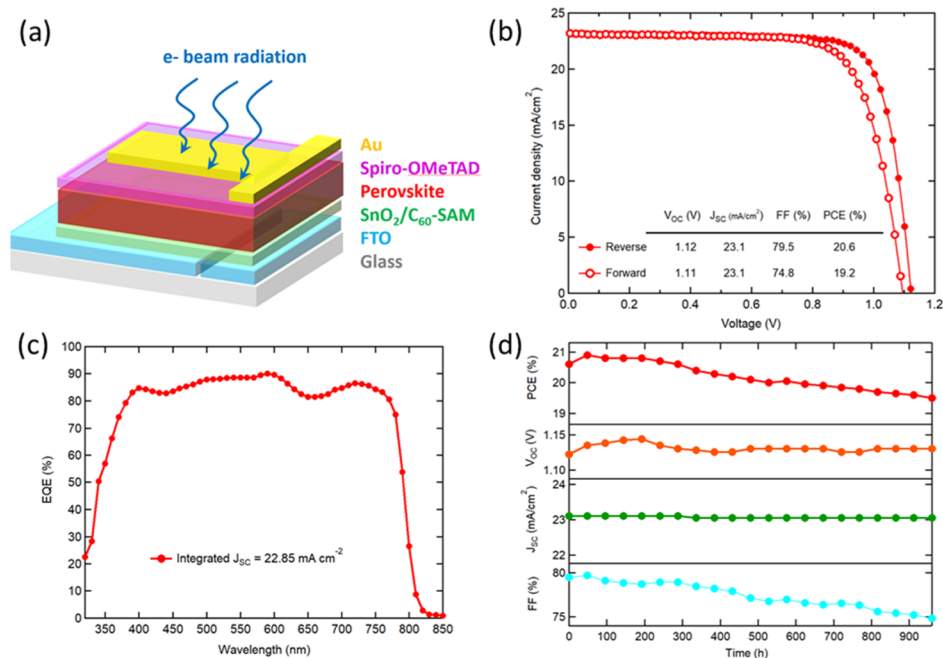 (a)
e- beam radiation
Au
Spiro-OMeTAD
Perovskite
SnO₂/C₆₀-SAM
FTO
Glass
(b)
Current density (mA/cm²)
25
20
15
10
5
0
V_OC (V) J_SC (mA/cm²) FF (%) PCE (%)
Reverse 1.12 23.1 79.5 20.6
Forward 1.11 23.1 74.8 19.2
0.0 0.2 0.4 0.6 0.8 1.0 1.2
Voltage (V)
(c)
EQE (%)
100
90
80
70
60
50
40
30
20
10
0
Integrated J_SC = 22.85 mA cm⁻²
350 400 450 500 550 600 650 700 750 800 850
Wavelength (nm)
(d)
PCE (%)
21
20
19
V_OC (V)
1.15
1.10
J_SC (mA/cm²)
24
23
22
FF (%)
80
75
0 100 200 300 400 500 600 700 800 900
Time (h)